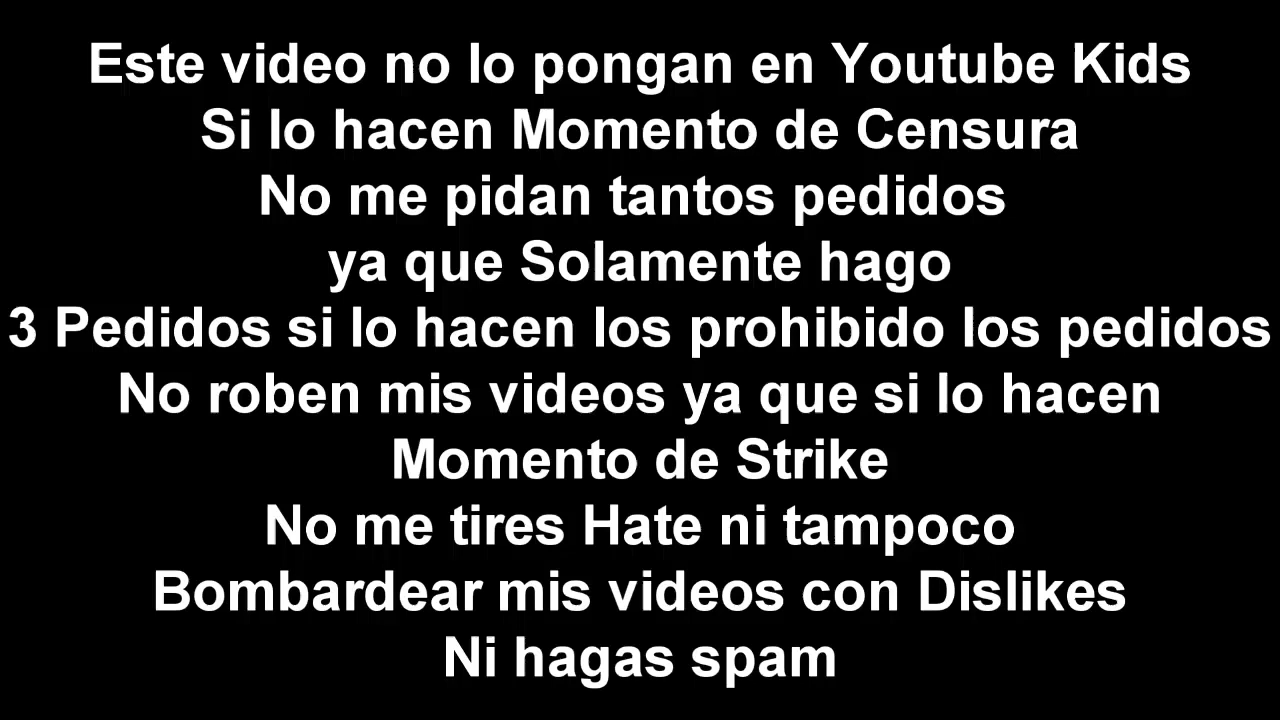 Este video no lo pongan en Youtube Kids
Si lo hacen Momento de Censura
No me pidan tantos pedidos
ya que Solamente hago
3 Pedidos si lo hacen los prohibido los pedidos
No roben mis videos ya que si lo hacen
Momento de Strike
No me tires Hate ni tampoco
Bombardear mis videos con Dislikes
Ni hagas spam